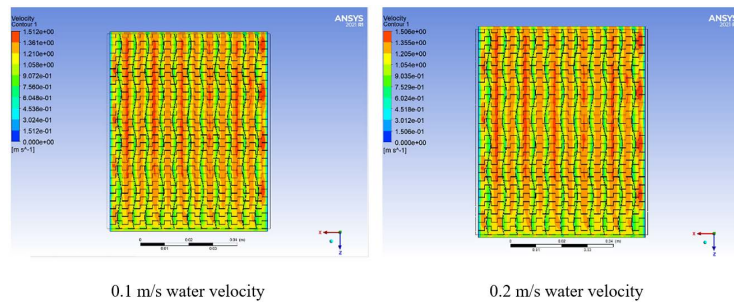 Velocity
Contour 1
1.512e+00
1.361e+00
1.210e+00
1.058e+00
9.072e-01
7.560e-01
6.048e-01
4.536e-01
3.024e-01
1.512e-01
0.000e+00
[m s^-1]
ANSYS
2021 R1
0
0.02
0.04 (m)
0.01
0.03
X
Z
0.1 m/s water velocity
Velocity
Contour 1
1.506e+00
1.355e+00
1.205e+00
1.054e+00
9.035e-01
7.529e-01
6.024e-01
4.518e-01
3.012e-01
1.506e-01
0.000e+00
[m s^-1]
ANSYS
2021
0
0.02
0.04 (m)
0.01
0.03
X
Z
0.2 m/s water velocity